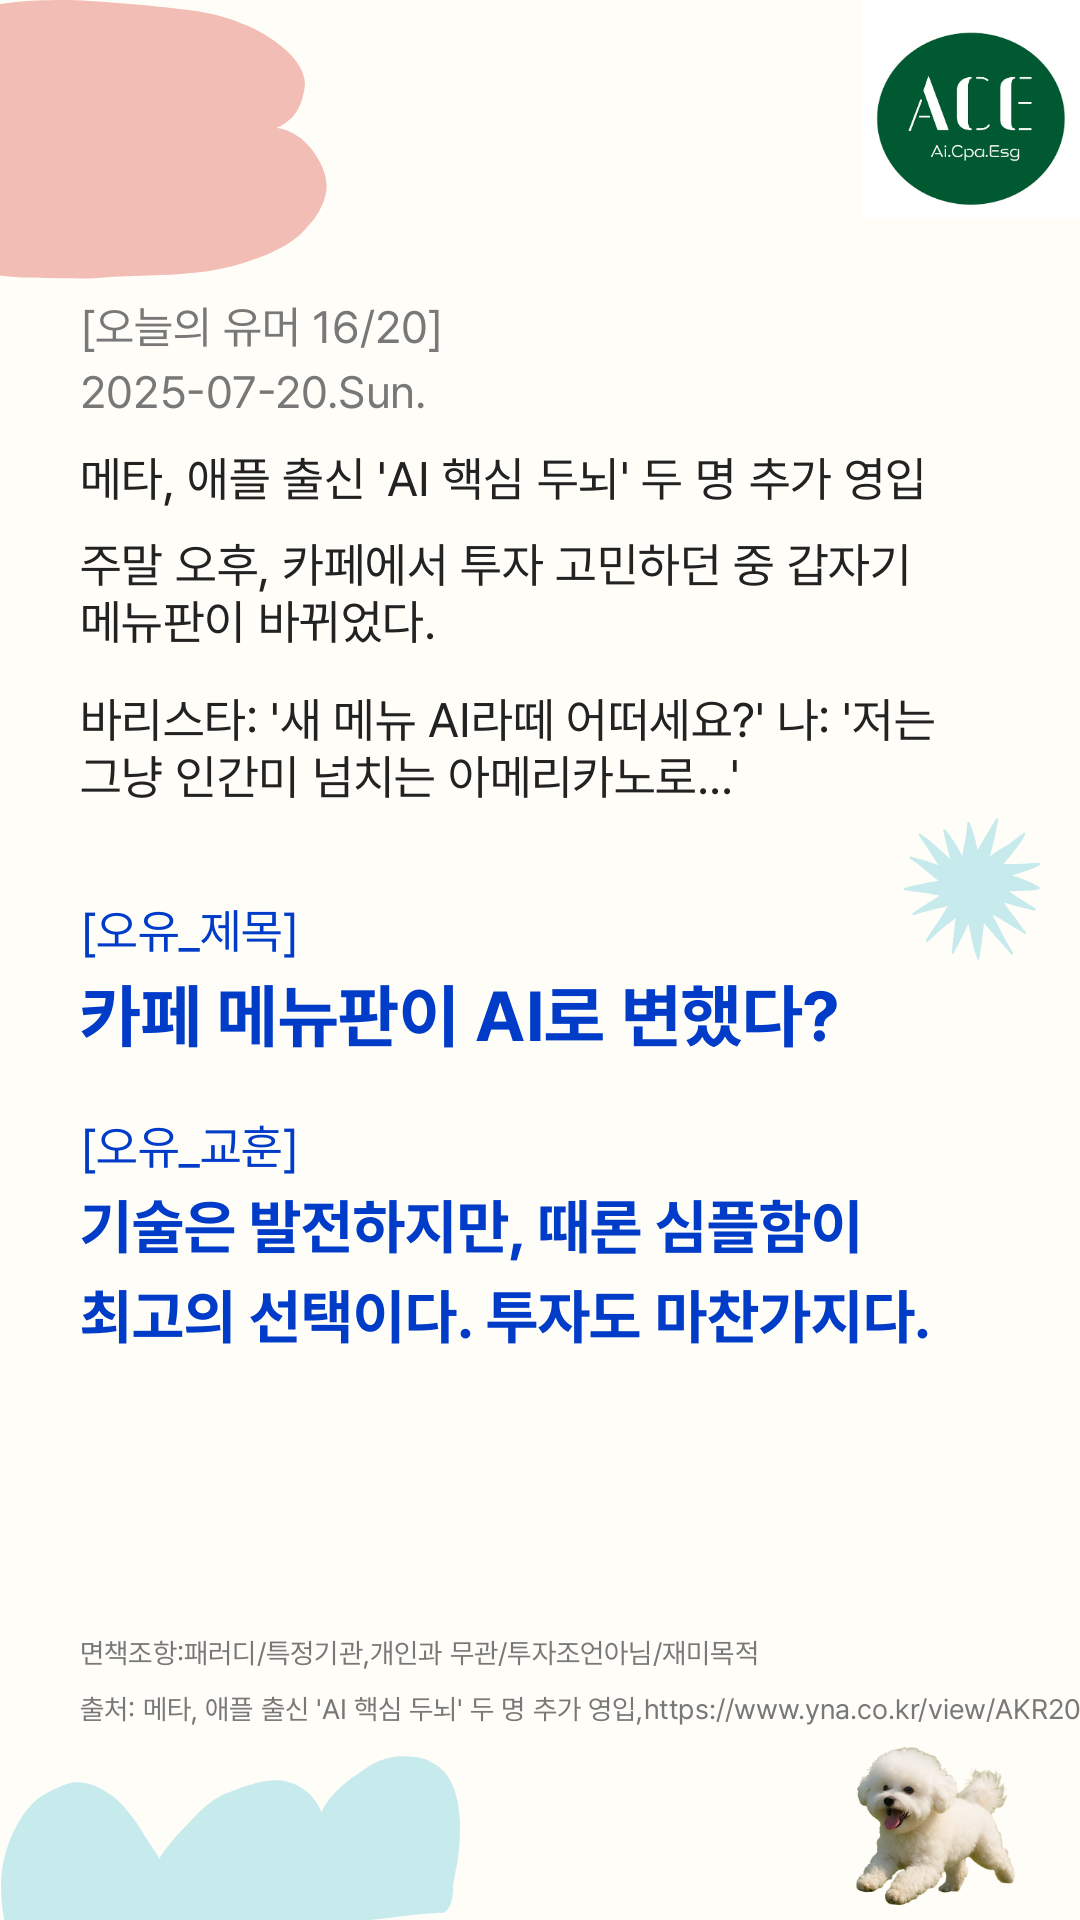 ACE
Ai.Cpa.Esg
[오늘의 유머 16/20]
2025-07-20.Sun.
메타, 애플 출신 'AI 핵심 두뇌' 두 명 추가 영입
주말 오후, 카페에서 투자 고민하던 중 갑자기
메뉴판이 바뀌었다.
바리스타: '새 메뉴 AI라떼 어떠세요?' 나: '저는
그냥 인간미 넘치는 아메리카노로...'
[오유_제목]
카페 메뉴판이 AI로 변했다?
[오유_교훈]
기술은 발전하지만, 때론 심플함이
최고의 선택이다. 투자도 마찬가지다.
면책조항:패러디/특정기관,개인과 무관/투자조언아님/재미목적
출처: 메타, 애플 출신 'AI 핵심 두뇌' 두 명 추가 영입,https://www.yna.co.kr/view/AKR20